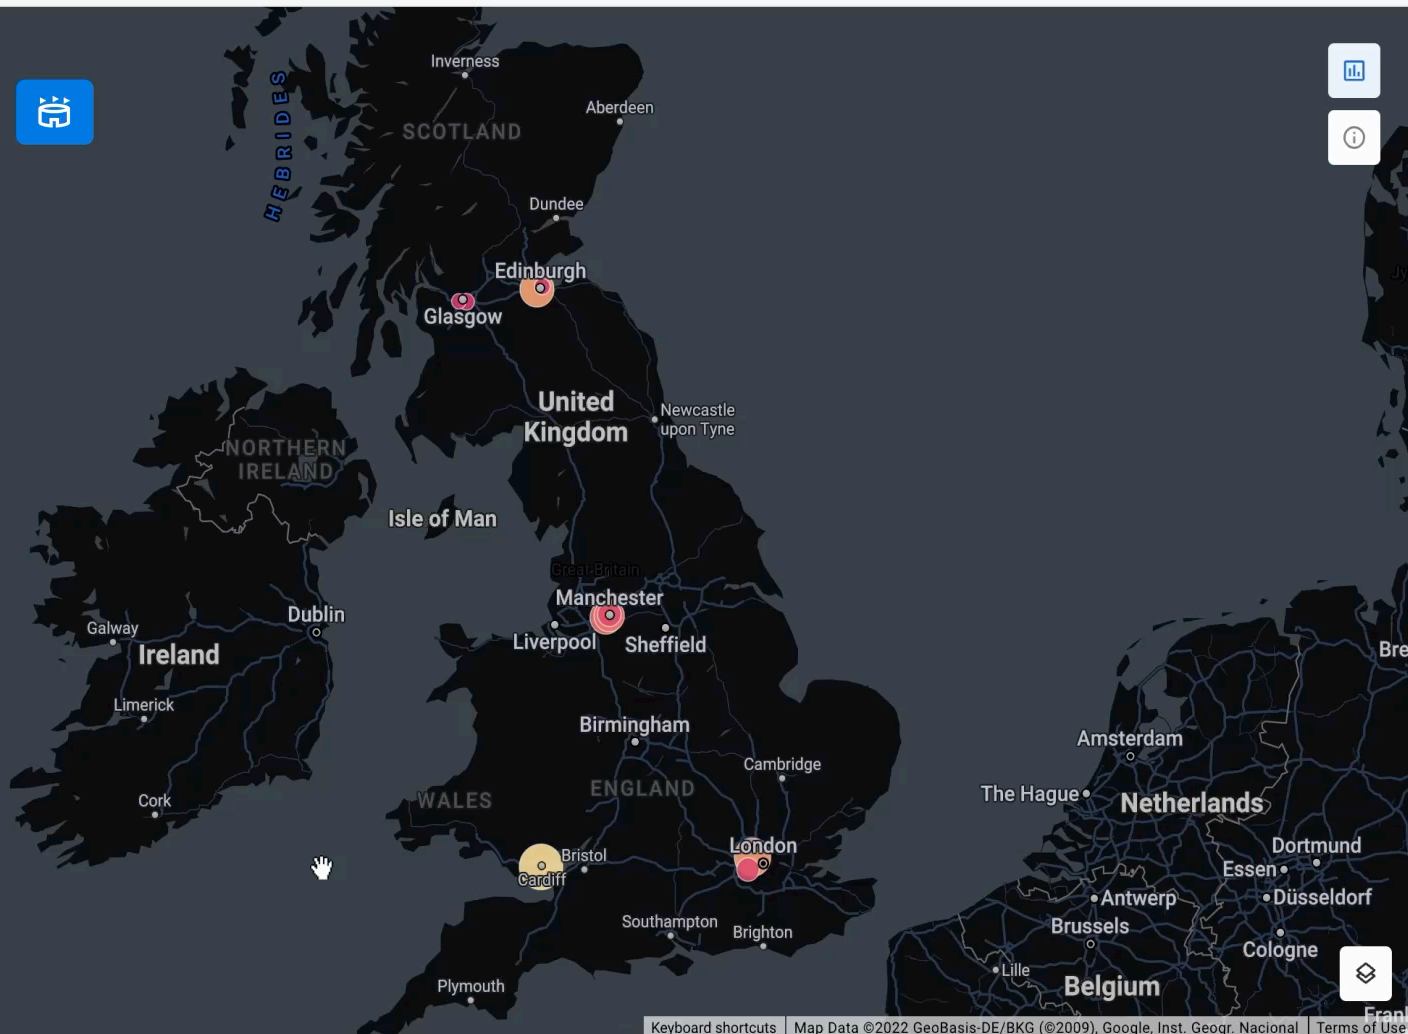 Inverness
Aberdeen
HEBRIDES
SCOTLAND
Dundee
Edinburgh
Glasgow
United
Kingdom
Newcastle
upon Tyne
NORTHERN
IRELAND
Isle of Man
Great Britain
Manchester
Dublin
Galway
Liverpool
Sheffield
Ireland
Bre
Limerick
Birmingham
Amsterdam
Cambridge
ENGLAND
The Hague
WALES
Netherlands
Cork
London
Dortmund
Bristol
Essen
Cardiff
Antwerp
Düsseldorf
Southampton
Brighton
Brussels
Cologne
Lille
Plymouth
Belgium
Fran
Keyboard shortcuts
Map Data ©2022 GeoBasis-DE/BKG (©2009), Google, Inst. Geogr. Nacional
Terms of Use